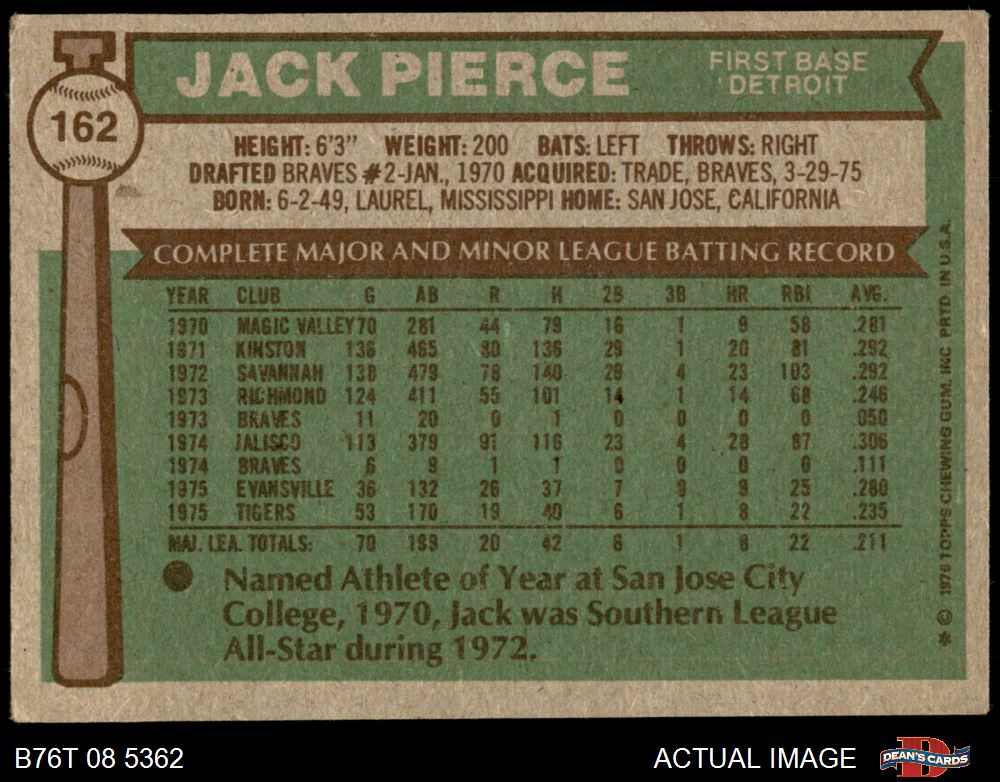 JACK PIERCE
FIRST BASE
DETROIT
162
HEIGHT: 6'3" WEIGHT: 200 BATS: LEFT THROWS: RIGHT
DRAFTED BRAVES #2-JAN., 1970 ACQUIRED: TRADE, BRAVES, 3-29-75
BORN: 6-2-49, LAUREL, MISSISSIPPI HOME: SAN JOSE, CALIFORNIA
COMPLETE MAJOR AND MINOR LEAGUE BATTING RECORD
YEAR CLUB G AB R H 2B 3B HR RBI AVG.
1970 MAGIC VALLEY 70 281 44 79 16 1 9 58 .281
1971 KINSTON 136 465 80 136 29 1 20 81 .292
1972 SAVANNAH 138 479 78 140 29 4 23 103 .292
1973 RICHMOND 124 411 55 101 14 1 14 68 .246
1973 BRAVES 11 20 0 1 0 0 0 0 .050
1974 JALISCO 113 379 91 116 23 4 28 87 .306
1974 BRAVES 6 9 1 1 0 0 0 0 .111
1975 EVANSVILLE 36 132 26 37 7 9 25 .280
1975 TIGERS 53 170 19 40 6 1 8 22 .235
MAJ. LEA. TOTALS: 70 199 20 42 6 1 8 22 .211
Named Athlete of Year at San Jose City
College, 1970, Jack was Southern League
All-Star during 1972.
* © 1976 TOPPS CHEWING GUM, INC. PRTD. IN U.S.A.
B76T 08 5362
ACTUAL IMAGE
D
DEAN'S CARDS